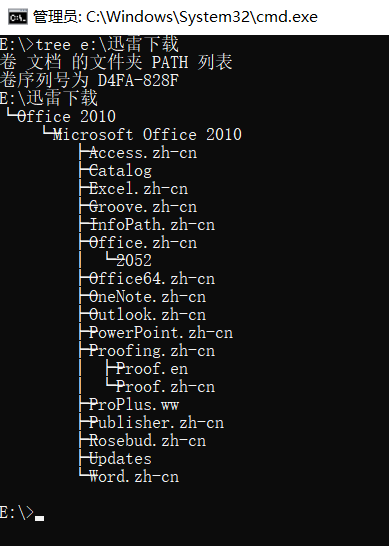 管理员: C:\Windows\System32\cmd.exe
E:\>tree e:\迅雷下载
卷 文档 的文件夹 PATH 列表
卷序列号为 D4FA-828F
E:\迅雷下载
└─Office 2010
    └─Microsoft Office 2010
        ├─Access.zh-cn
        ├─Catalog
        ├─Excel.zh-cn
        ├─Groove.zh-cn
        ├─InfoPath.zh-cn
        ├─Office.zh-cn
        │  └─2052
        ├─Office64.zh-cn
        ├─OneNote.zh-cn
        ├─Outlook.zh-cn
        ├─PowerPoint.zh-cn
        ├─Proofing.zh-cn
        │  ├─Proof.en
        │  └─Proof.zh-cn
        ├─ProPlus.ww
        ├─Publisher.zh-cn
        ├─Rosebud.zh-cn
        ├─Updates
        └─Word.zh-cn
E:\>